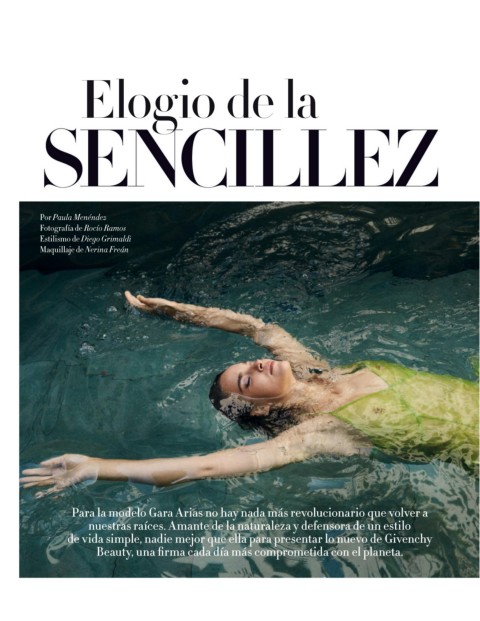 Elogio de la
SENCILLEZ
Por Paula Menéndez
Fotografía de Rocío Ramos
Estilismo de Diego Grimaldi
Maquillaje de Nerina Freán
Para la modelo Gara Arias no hay nada más revolucionario que volver a
nuestras raíces. Amante de la naturaleza y defensora de un estilo
de vida simple, nadie mejor que ella para presentar lo nuevo de Givenchy
Beauty, una firma cada día más comprometida con el planeta.